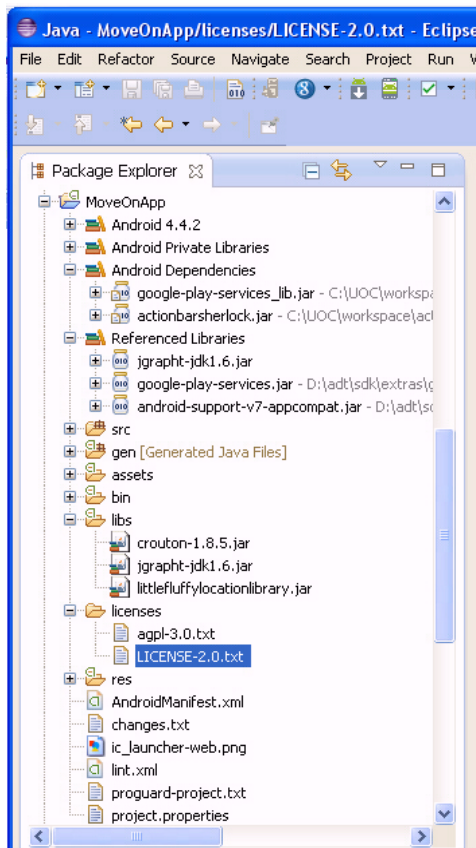 Java - MoveOnApp/licenses/LICENSE-2.0.txt - Eclipse
File Edit Refactor Source Navigate Search Project Run
Package Explorer
MoveOnApp
Android 4.4.2
Android Private Libraries
Android Dependencies
google-play-services_lib.jar - C:\UOC\workspa
actionbarsherlock.jar - C:\UOC\workspace\act
Referenced Libraries
jgrapht-jdk1.6.jar
google-play-services.jar - D:\adt\sdk\extras\g
android-support-v7-appcompat.jar - D:\adt\sd
src
gen [Generated Java Files]
assets
bin
libs
crouton-1.8.5.jar
jgrapht-jdk1.6.jar
littlefluffylocationlibrary.jar
licenses
agpl-3.0.txt
LICENSE-2.0.txt
res
AndroidManifest.xml
changes.txt
ic_launcher-web.png
lint.xml
proguard-project.txt
project.properties